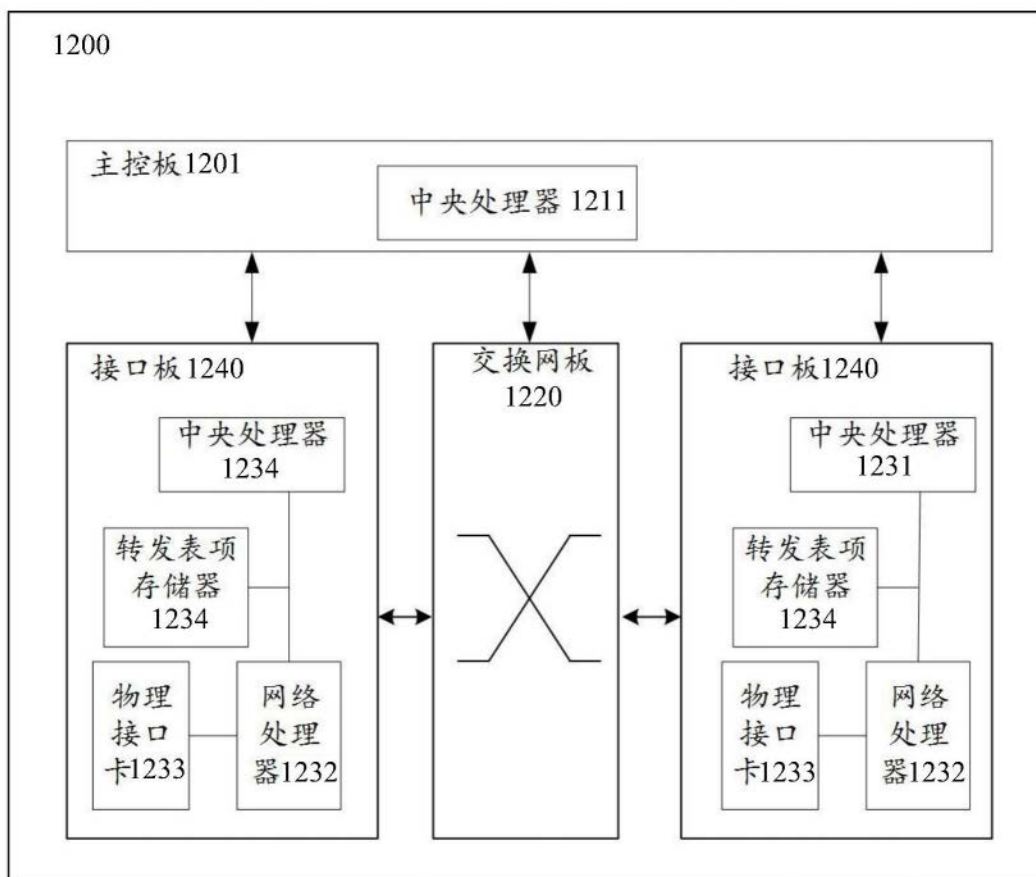 1200
主控板1201
中央处理器 1211
接口板1240
中央处理器
1234
转发表项
存储器
1234
物理
接口
卡1233
网络
处理
器1232
交换网板
1220
接口板1240
中央处理器
1231
转发表项
存储器
1234
物理
接口
卡1233
网络
处理
器1232